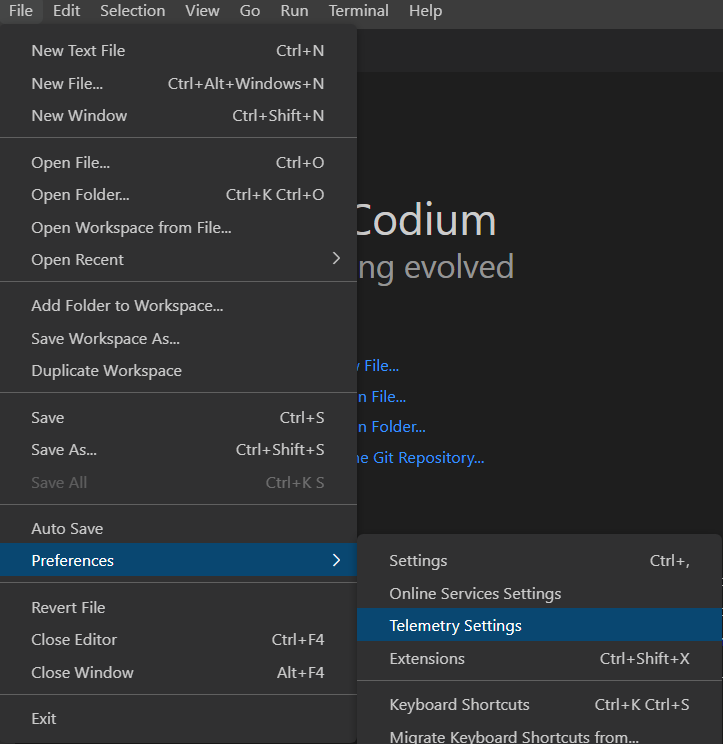 File Edit Selection View Go Run Terminal Help
New Text File Ctrl+N
New File... Ctrl+Alt+Windows+N
New Window Ctrl+Shift+N
Open File... Ctrl+O
Open Folder... Ctrl+K Ctrl+O
Open Workspace from File...
Open Recent
Add Folder to Workspace...
Save Workspace As...
Duplicate Workspace
Save Ctrl+S
Save As... Ctrl+Shift+S
Save All Ctrl+K S
Auto Save
Preferences
Revert File
Close Editor Ctrl+F4
Close Window Alt+F4
Exit
Codium
ng evolved
File...
n File...
n Folder...
ne Git Repository...
Settings Ctrl+,
Online Services Settings
Telemetry Settings
Extensions Ctrl+Shift+X
Keyboard Shortcuts Ctrl+K Ctrl+S
Migrate Keyboard Shortcuts from...